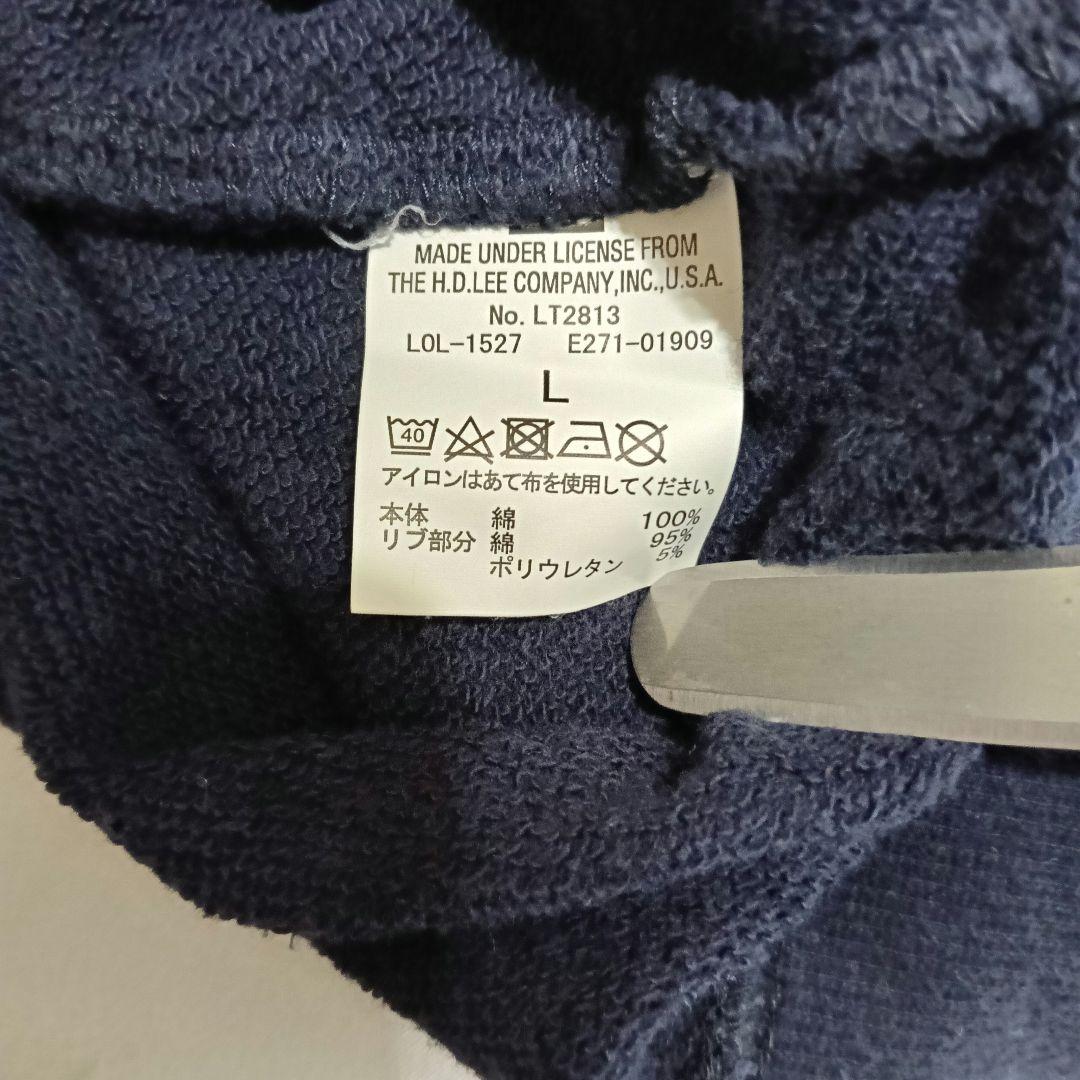 MADE UNDER LICENSE FROM
THE H.D.LEE COMPANY,INC.,U.S.A.
No. LT2813
LOL-1527 E271-01909
L
40
アイロンはあて布を使用してください。
本体 綿 100%
リブ部分 綿 95%
ポリウレタン 5%